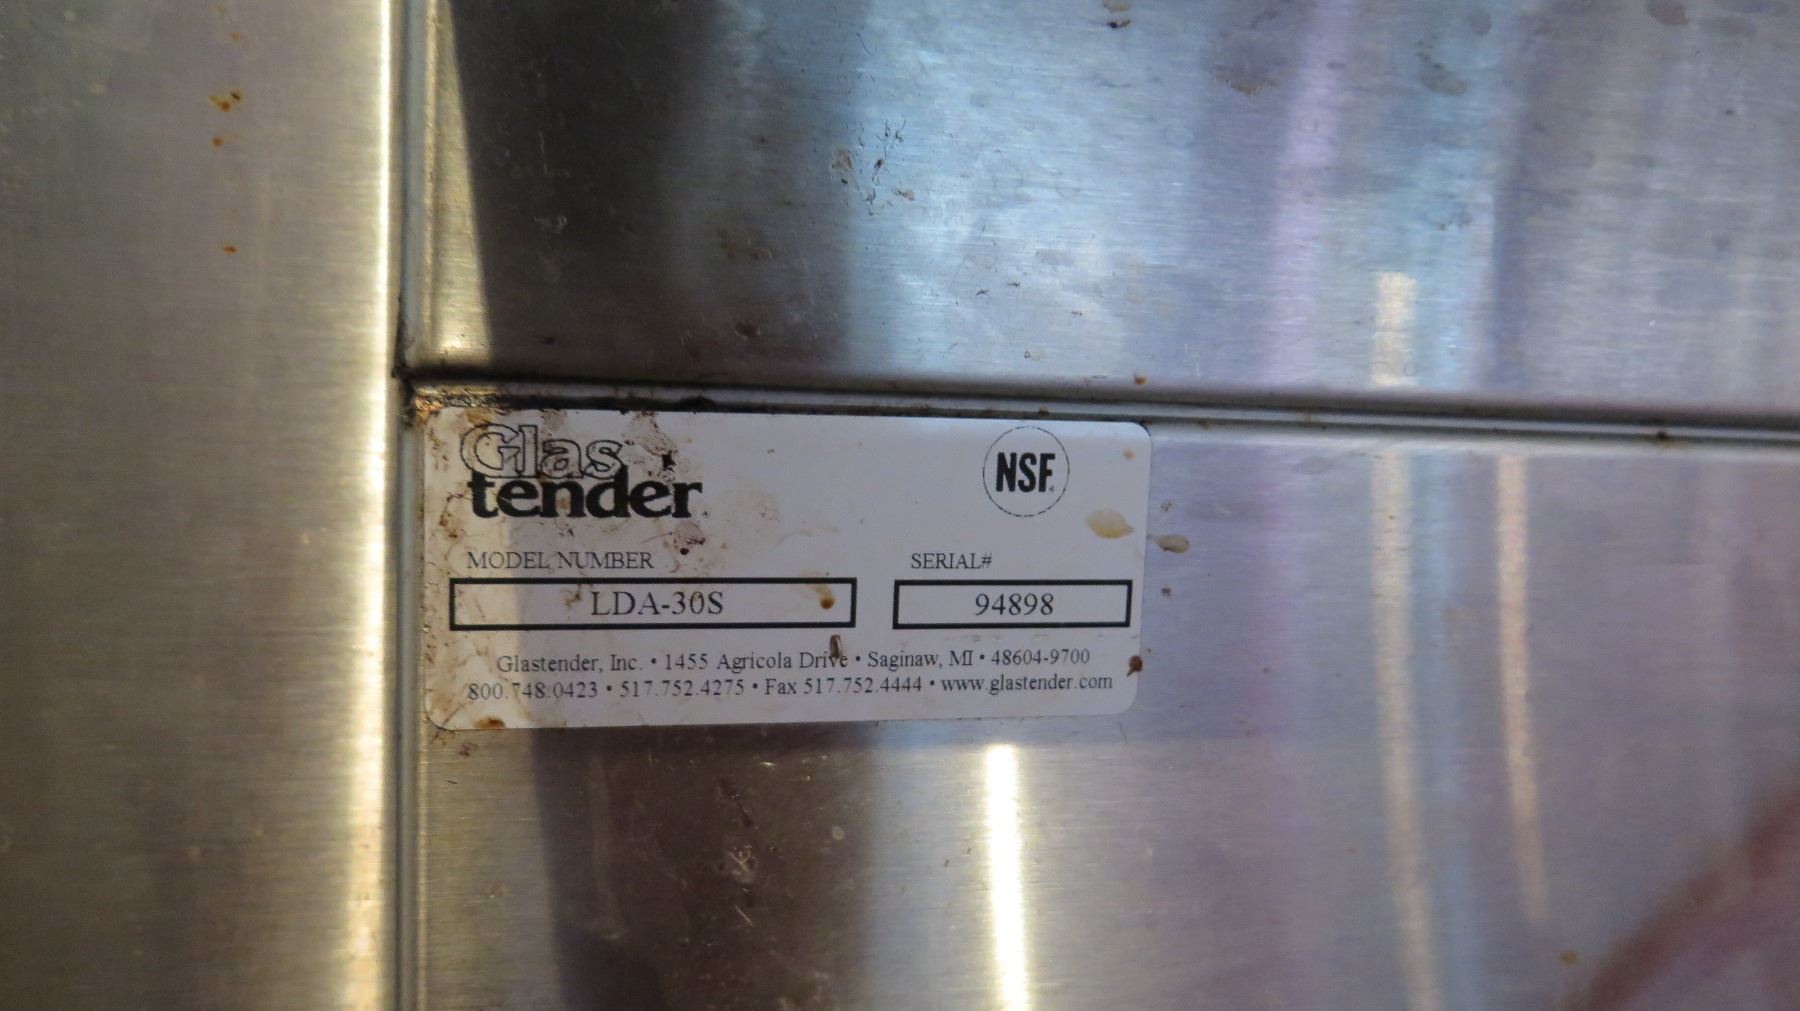 Glas
tender
NSF
MODEL NUMBER
SERIAL#
LDA-30S
94898
Glastender, Inc. • 1455 Agricola Drive • Saginaw, MI • 48604-9700
800.748.0423 • 517.752.4275 • Fax 517.752.4444 • www.glastender.com